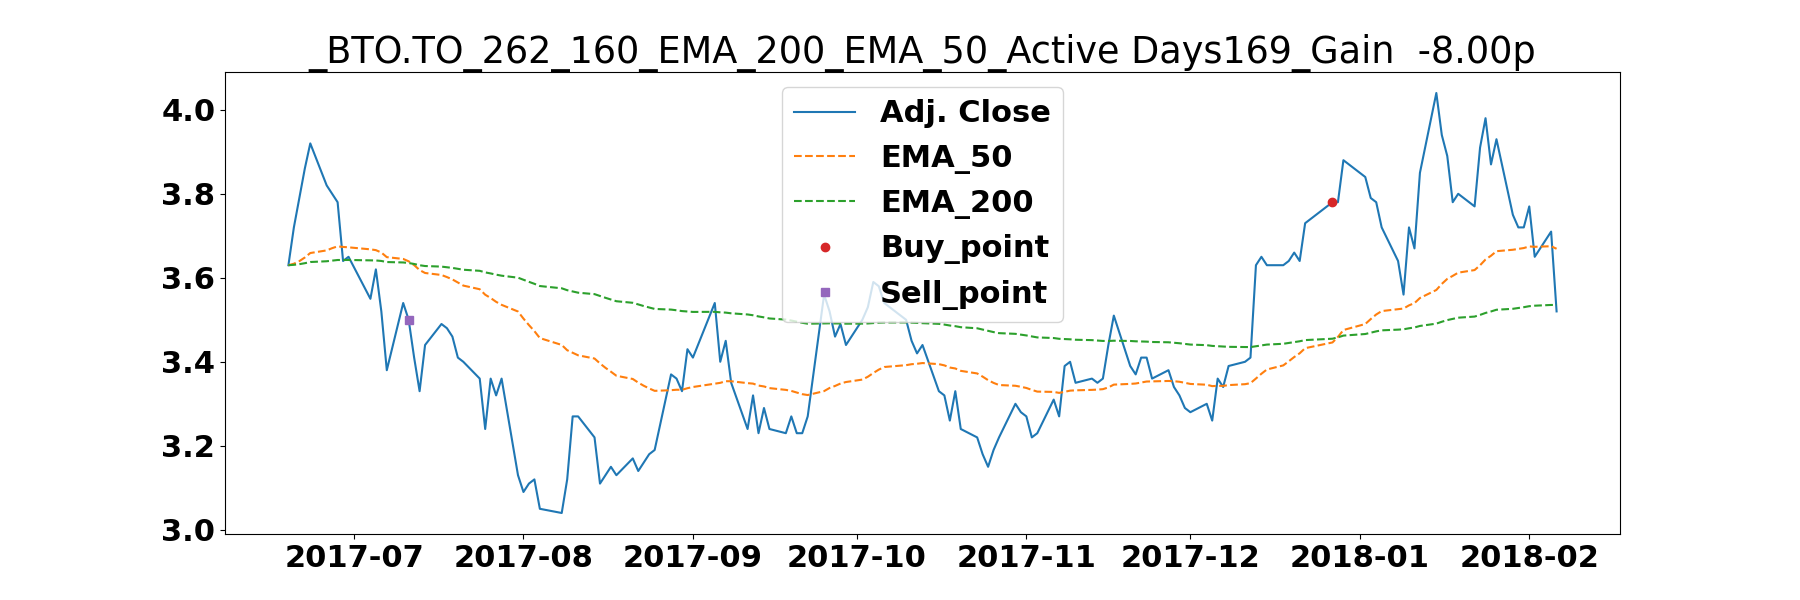 _BTO.TO_262_160_EMA_200_EMA_50_Active Days169_Gain  -8.00p
4.0
3.8
3.6
3.4
3.2
3.0
Adj. Close
EMA_50
EMA_200
Buy_point
Sell_point
2017-07 2017-08 2017-09 2017-10 2017-11 2017-12 2018-01 2018-02